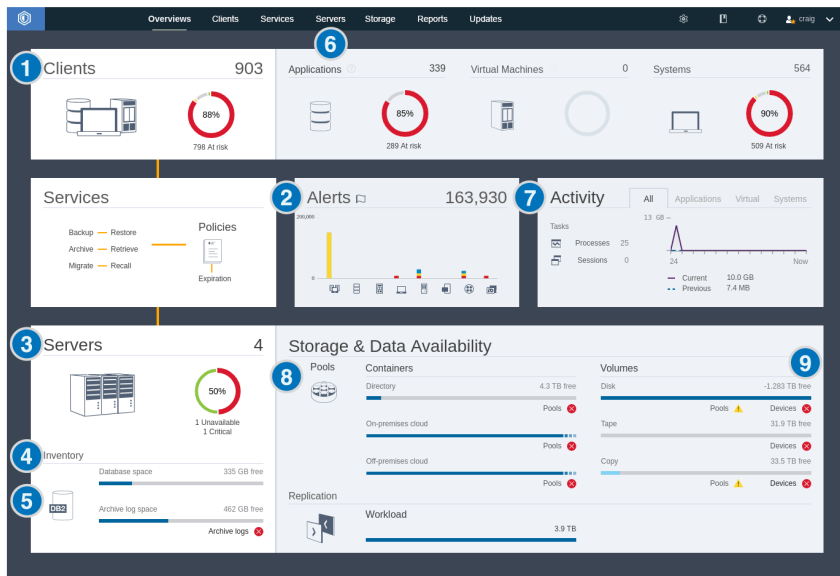 Overviews Clients Services Servers Storage Reports Updates craig
6
1 Clients 903
Applications 339 Virtual Machines 0 Systems 564
88% 85% 90%
798 At risk 289 At risk 509 At risk
Services
Backup Restore
Archive Retrieve
Migrate Recall
Policies
Expiration
2 Alerts 163,930
200,000
0
7 Activity All Applications Virtual Systems
Tasks
Processes 25
Sessions 0
13 GB
24 Now
Current 10.0 GB
Previous 7.4 MB
3 Servers 4
50%
1 Unavailable
1 Critical
4 Inventory
Database space 335 GB free
5
DB2
Archive log space 462 GB free
Archive logs
Storage & Data Availability
8 Pools
Containers
Directory 4.3 TB free
Pools
On-premises cloud
Pools
Off-premises cloud
Pools
Volumes 9
Disk -1.283 TB free
Pools Devices
Tape 31.9 TB free
Devices
Copy 33.5 TB free
Pools Devices
Replication
Workload
3.9 TB